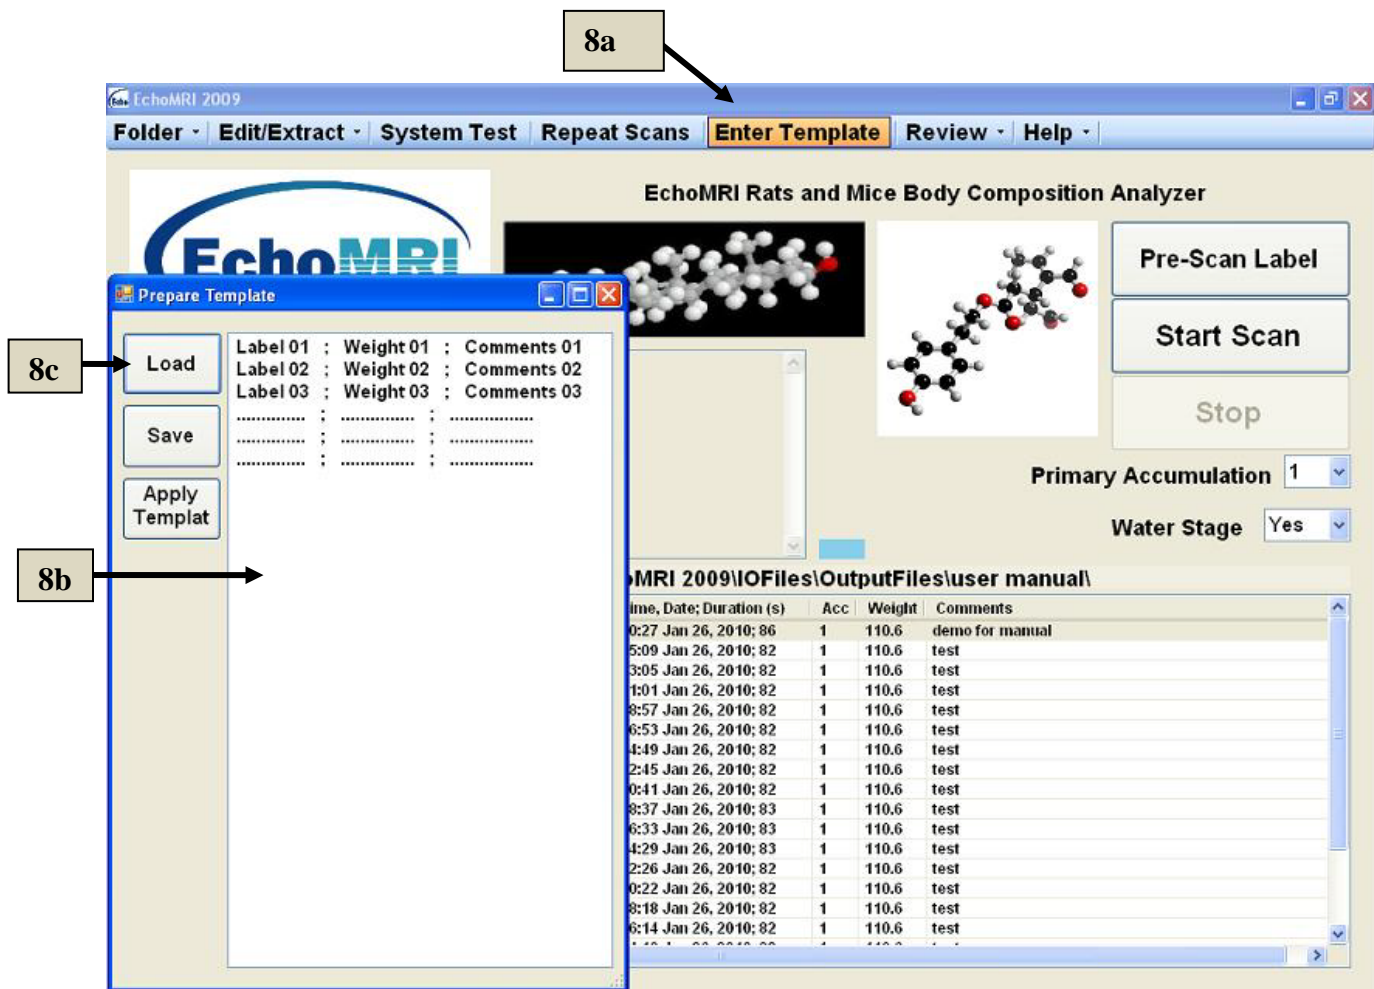 8a
Echo EchoMRI 2009
Folder Edit/Extract System Test Repeat Scans Enter Template Review Help
EchoMRI Rats and Mice Body Composition Analyzer
EchoMRI
Pre-Scan Label
Start Scan
Stop
Primary Accumulation 1
Water Stage Yes
Prepare Template
8c
Load
Save
Apply
Templat
Label 01 ; Weight 01 ; Comments 01
Label 02 ; Weight 02 ; Comments 02
Label 03 ; Weight 03 ; Comments 03
.............. ; ............... ; .................
.............. ; ............... ; .................
.............. ; ............... ; .................
8b
oMRI 2009\IOFiles\OutputFiles\user manual\
ime, Date; Duration (s) Acc Weight Comments
0:27 Jan 26, 2010; 86 1 110.6 demo for manual
5:09 Jan 26, 2010; 82 1 110.6 test
3:05 Jan 26, 2010; 82 1 110.6 test
1:01 Jan 26, 2010; 82 1 110.6 test
8:57 Jan 26, 2010; 82 1 110.6 test
6:53 Jan 26, 2010; 82 1 110.6 test
4:49 Jan 26, 2010; 82 1 110.6 test
2:45 Jan 26, 2010; 82 1 110.6 test
0:41 Jan 26, 2010; 82 1 110.6 test
8:37 Jan 26, 2010; 83 1 110.6 test
6:33 Jan 26, 2010; 83 1 110.6 test
4:29 Jan 26, 2010; 83 1 110.6 test
2:26 Jan 26, 2010; 82 1 110.6 test
0:22 Jan 26, 2010; 82 1 110.6 test
8:18 Jan 26, 2010; 82 1 110.6 test
6:14 Jan 26, 2010; 82 1 110.6 test